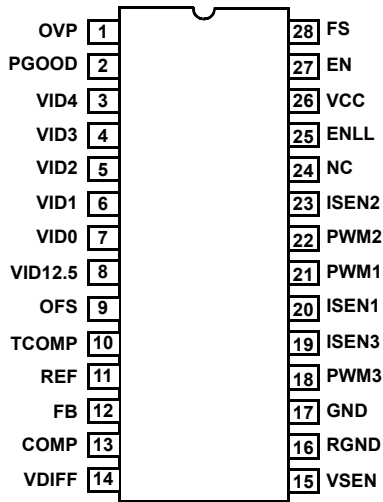 OVP 1 28 FS
PGOOD 2 27 EN
VID4 3 26 VCC
VID3 4 25 ENLL
VID2 5 24 NC
VID1 6 23 ISEN2
VID0 7 22 PWM2
VID12.5 8 21 PWM1
OFS 9 20 ISEN1
TCOMP 10 19 ISEN3
REF 11 18 PWM3
FB 12 17 GND
COMP 13 16 RGND
VDIFF 14 15 VSEN